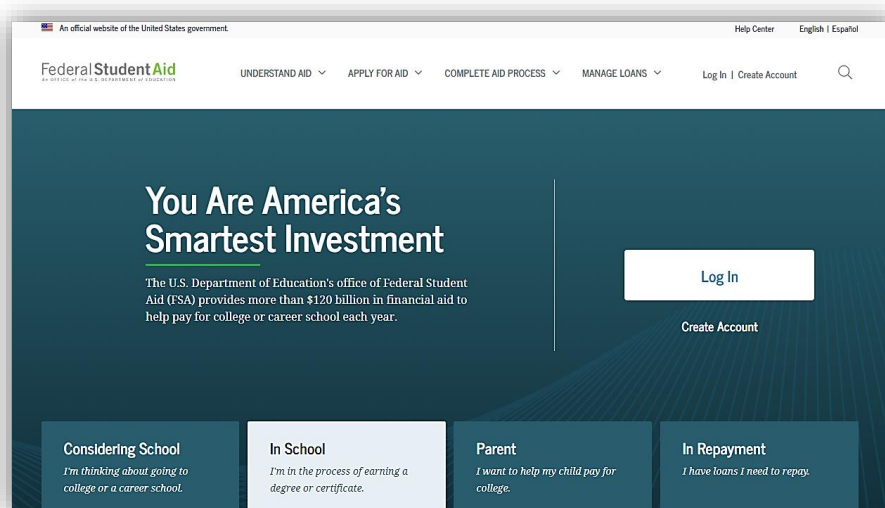 An official website of the United States government.
Help Center English | Español
Federal Student Aid
An OFFICE of the U.S. DEPARTMENT of EDUCATION
UNDERSTAND AID APPLY FOR AID COMPLETE AID PROCESS MANAGE LOANS Log In | Create Account
You Are America's
Smartest Investment
The U.S. Department of Education's office of Federal Student
Aid (FSA) provides more than $120 billion in financial aid to
help pay for college or career school each year.
Log In
Create Account
Considering School
I'm thinking about going to
college or a career school.
In School
I'm in the process of earning a
degree or certificate.
Parent
I want to help my child pay for
college.
In Repayment
I have loans I need to repay.